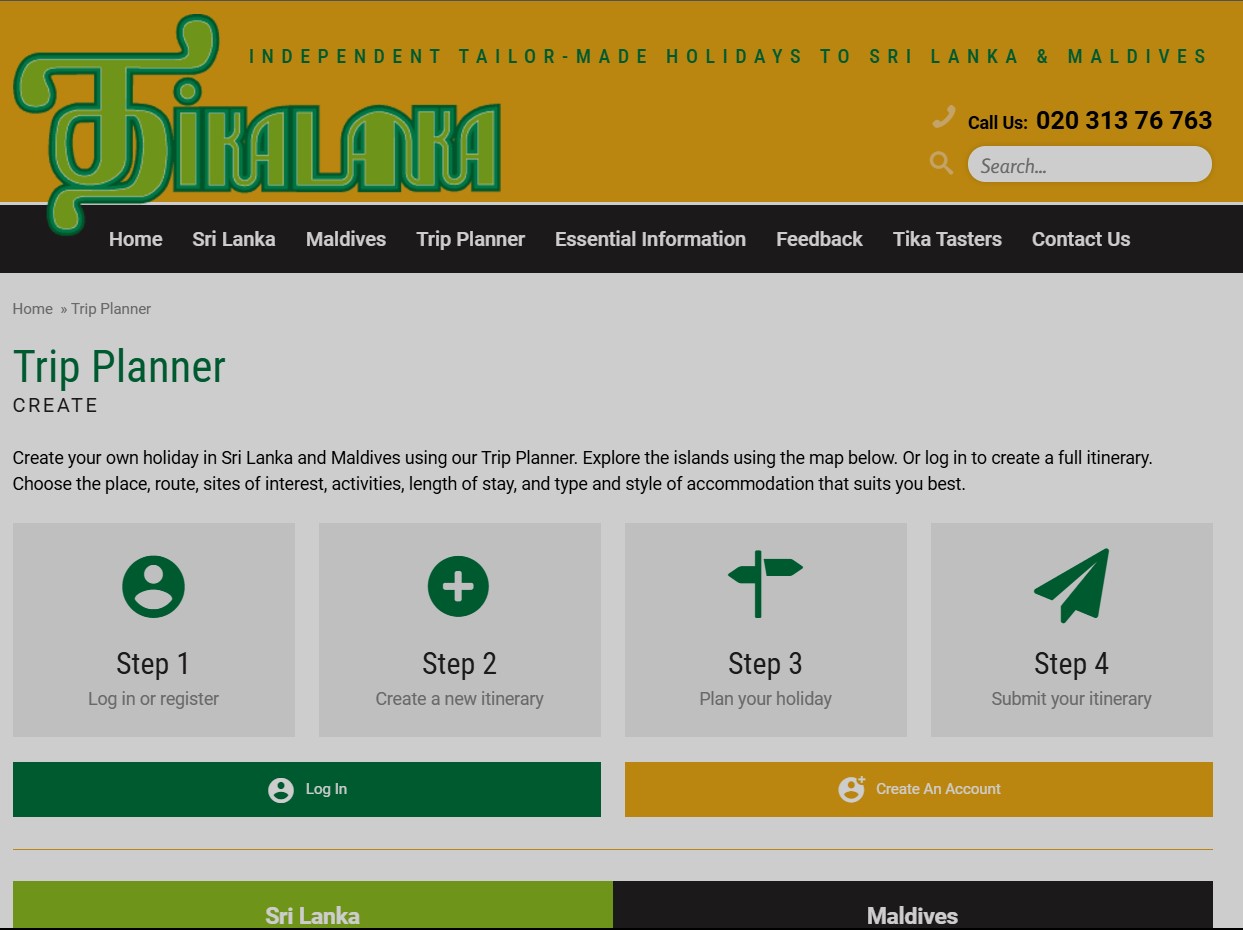 TIKALANKA
INDEPENDENT TAILOR-MADE HOLIDAYS TO SRI LANKA & MALDIVES
Call Us: 020 313 76 763
Search...
Home Sri Lanka Maldives Trip Planner Essential Information Feedback Tika Tasters Contact Us
Home » Trip Planner
Trip Planner
CREATE
Create your own holiday in Sri Lanka and Maldives using our Trip Planner. Explore the islands using the map below. Or log in to create a full itinerary.
Choose the place, route, sites of interest, activities, length of stay, and type and style of accommodation that suits you best.
Step 1
Log in or register
Step 2
Create a new itinerary
Step 3
Plan your holiday
Step 4
Submit your itinerary
Log In
Create An Account
Sri Lanka
Maldives